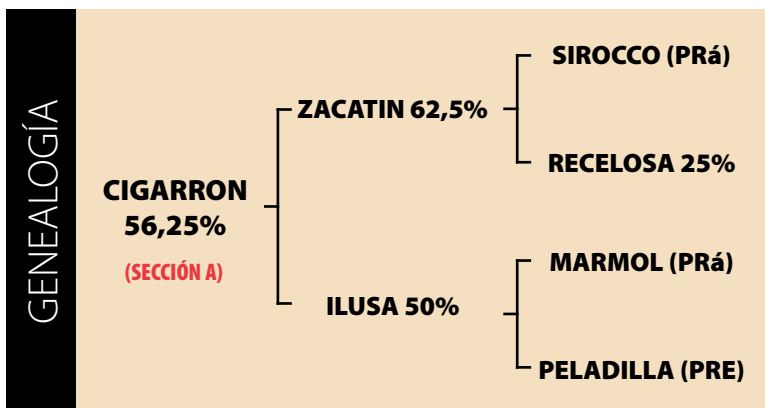 GENEALOGÍA
CIGARRON
56,25%
(SECCIÓN A)
ZACATIN 62,5%
ILUSA 50%
SIROCCO (PRá)
RECELOSA 25%
MARMOL (PRá)
PELADILLA (PRE)